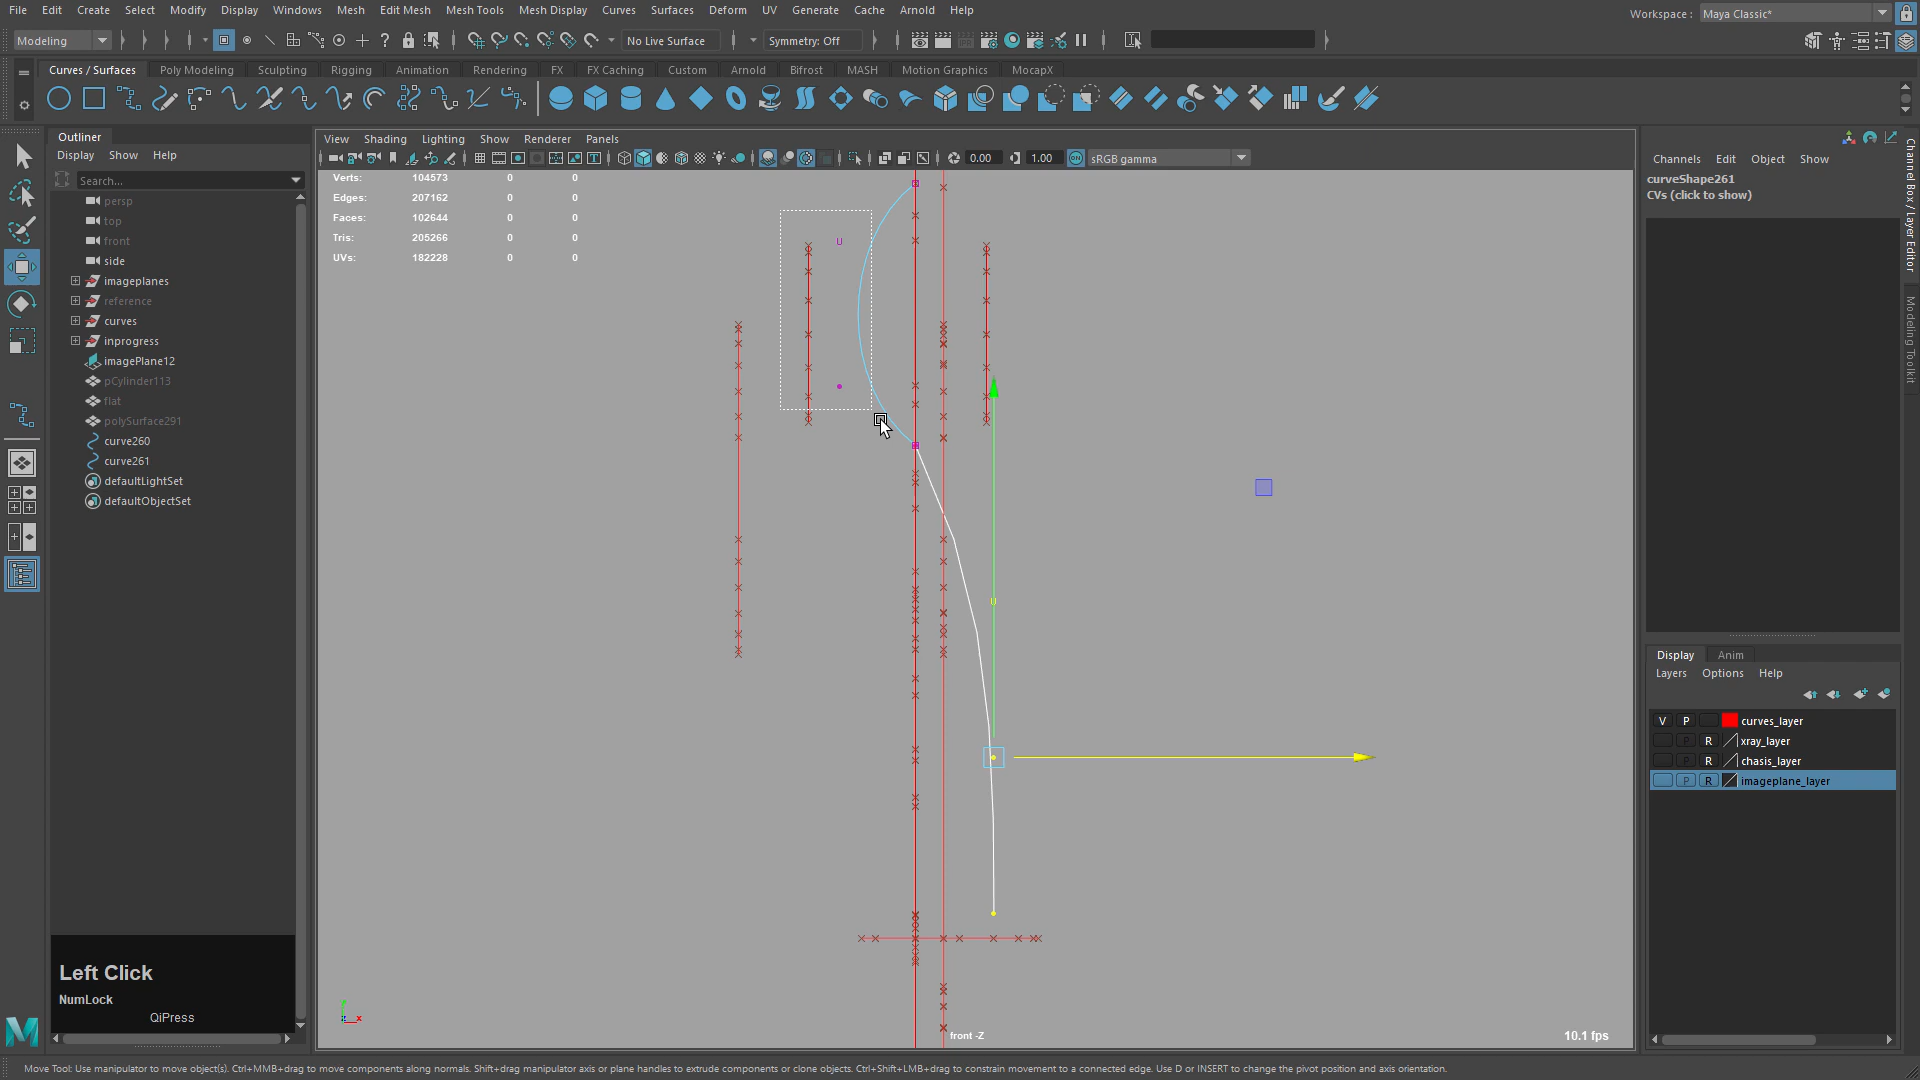 File Edit Create Select Modify Display Windows Mesh Edit Mesh Mesh Tools Mesh Display Curves Surfaces Deform UV Generate Cache Arnold Help
Workspace : Maya Classic*
Modeling
No Live Surface
Symmetry: Off
Curves / Surfaces Poly Modeling Sculpting Rigging Animation Rendering FX FX Caching Custom Arnold Bifrost MASH Motion Graphics MocapX
Outliner
Display Show Help
Search...
persp
top
front
side
imageplanes
reference
curves
inprogress
imagePlane12
pCylinder113
flat
polySurface291
curve260
curve261
defaultLightSet
defaultObjectSet
Left Click
NumLock
QiPress
View Shading Lighting Show Renderer Panels
0.00 1.00 sRGB gamma
Verts: 104573 0 0
Edges: 207162 0 0
Faces: 102644 0 0
Tris: 205266 0 0
UVs: 182228 0 0
U
U
front -Z
10.1 fps
Channels Edit Object Show
curveShape261
CVs (click to show)
Channel Box / Layer Editor
Modeling Toolkit
Display Anim
Layers Options Help
V P curves_layer
P R xray_layer
P R chasis_layer
P R imageplane_layer
Move Tool: Use manipulator to move object(s). Ctrl+MMB+drag to move components along normals. Shift+drag manipulator axis or plane handles to extrude components or clone objects. Ctrl+Shift+LMB+drag to constrain movement to a connected edge. Use D or INSERT to change the pivot position and axis orientation.